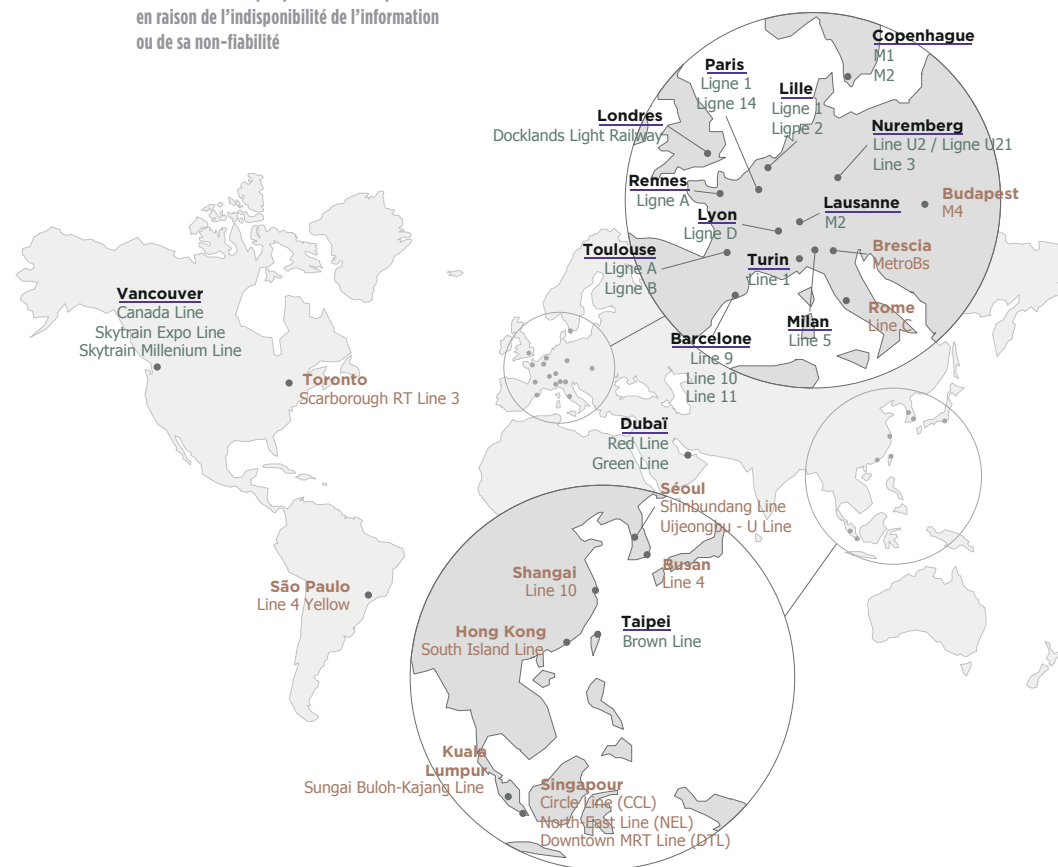 en raison de l’indisponibilité de l’information
ou de sa non-fiabilité
Copenhague
M1
M2
Paris
Ligne 1
Ligne 14
Lille
Ligne 1
Ligne 2
Londres
Docklands Light Railway
Nuremberg
Line U2 / Ligne U21
Line 3
Rennes
Ligne A
Budapest
M4
Lausanne
M2
Lyon
Ligne D
Toulouse
Ligne A
Ligne B
Turin
Line 1
Brescia
MetroBs
Rome
Line C
Milan
Line 5
Barcelone
Line 9
Line 10
Line 11
Vancouver
Canada Line
Skytrain Expo Line
Skytrain Millenium Line
Toronto
Scarborough RT Line 3
Dubaï
Red Line
Green Line
Séoul
Shinbundang Line
Uijeongbu - U Line
Busan
Line 4
Shangai
Line 10
São Paulo
Line 4 Yellow
Hong Kong
South Island Line
Taipei
Brown Line
Kuala
Lumpur
Sungai Buloh-Kajang Line
Singapour
Circle Line (CCL)
North-East Line (NEL)
Downtown MRT Line (DTL)